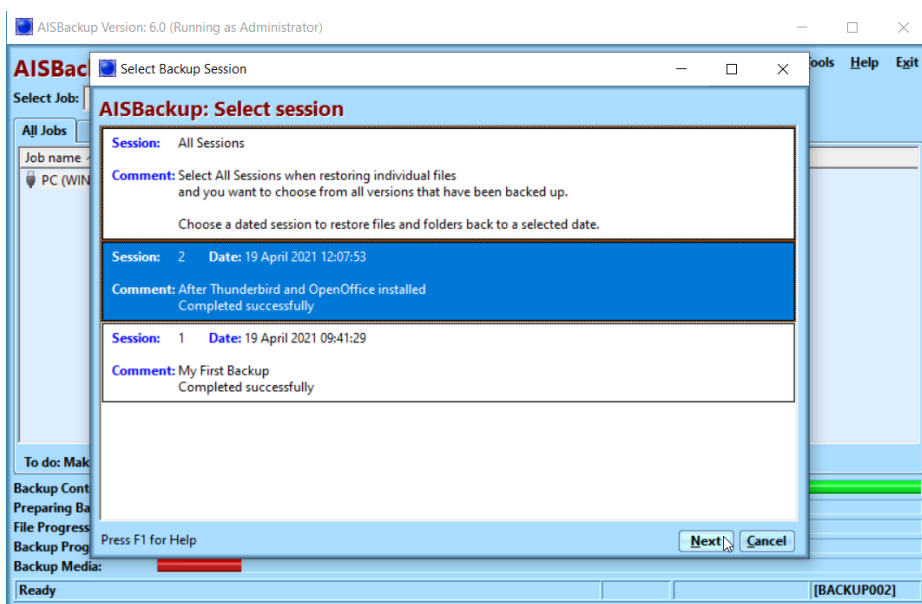 AISBackup Version: 6.0 (Running as Administrator)
AISBac
ools Help Exit
Select Job:
All Jobs
Job name
PC (WIN
Select Backup Session
AISBackup: Select session
Session: All Sessions
Comment: Select All Sessions when restoring individual files
and you want to choose from all versions that have been backed up.
Choose a dated session to restore files and folders back to a selected date.
Session: 2 Date: 19 April 2021 12:07:53
Comment: After Thunderbird and OpenOffice installed
Completed successfully
Session: 1 Date: 19 April 2021 09:41:29
Comment: My First Backup
Completed successfully
Press F1 for Help
Next Cancel
To do: Mak
Backup Cont
Preparing Ba
File Progress
Backup Prog
Backup Media:
Ready [BACKUP002]